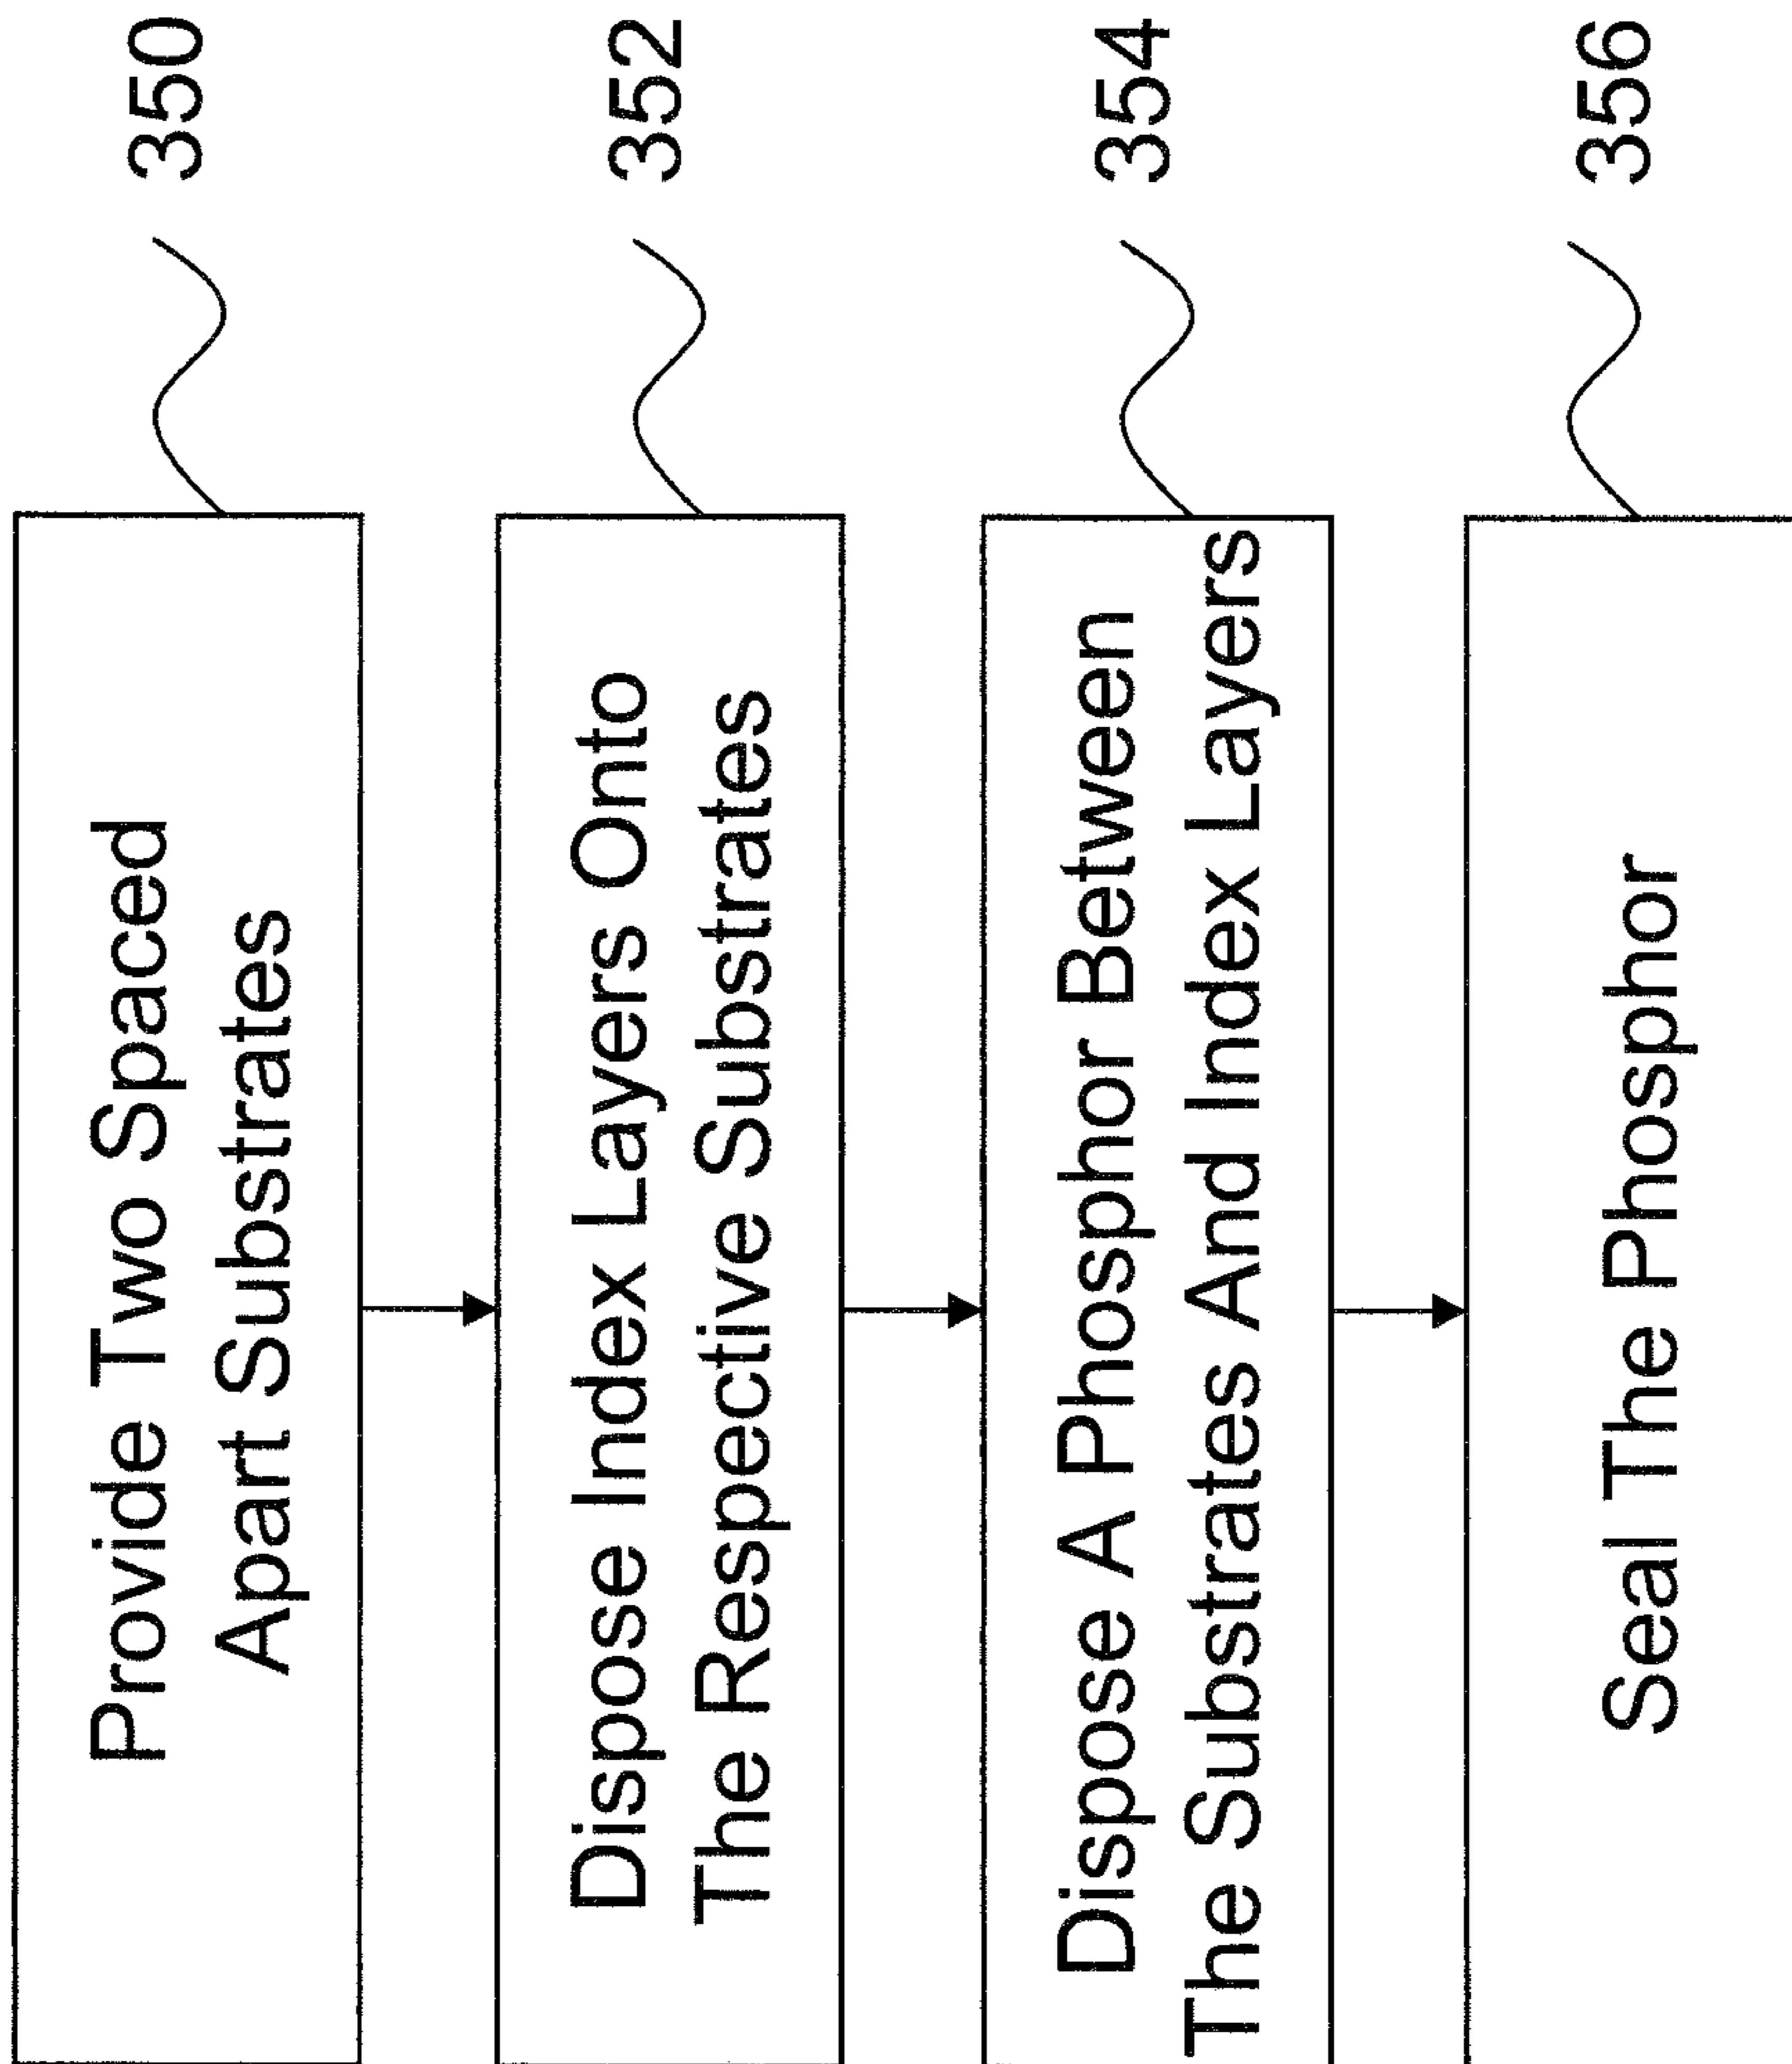 Provide Two Spaced
Apart Substrates
350
Dispose Index Layers Onto
The Respective Substrates
352
Dispose A Phosphor Between
The Substrates And Index Layers
354
Seal The Phosphor
356